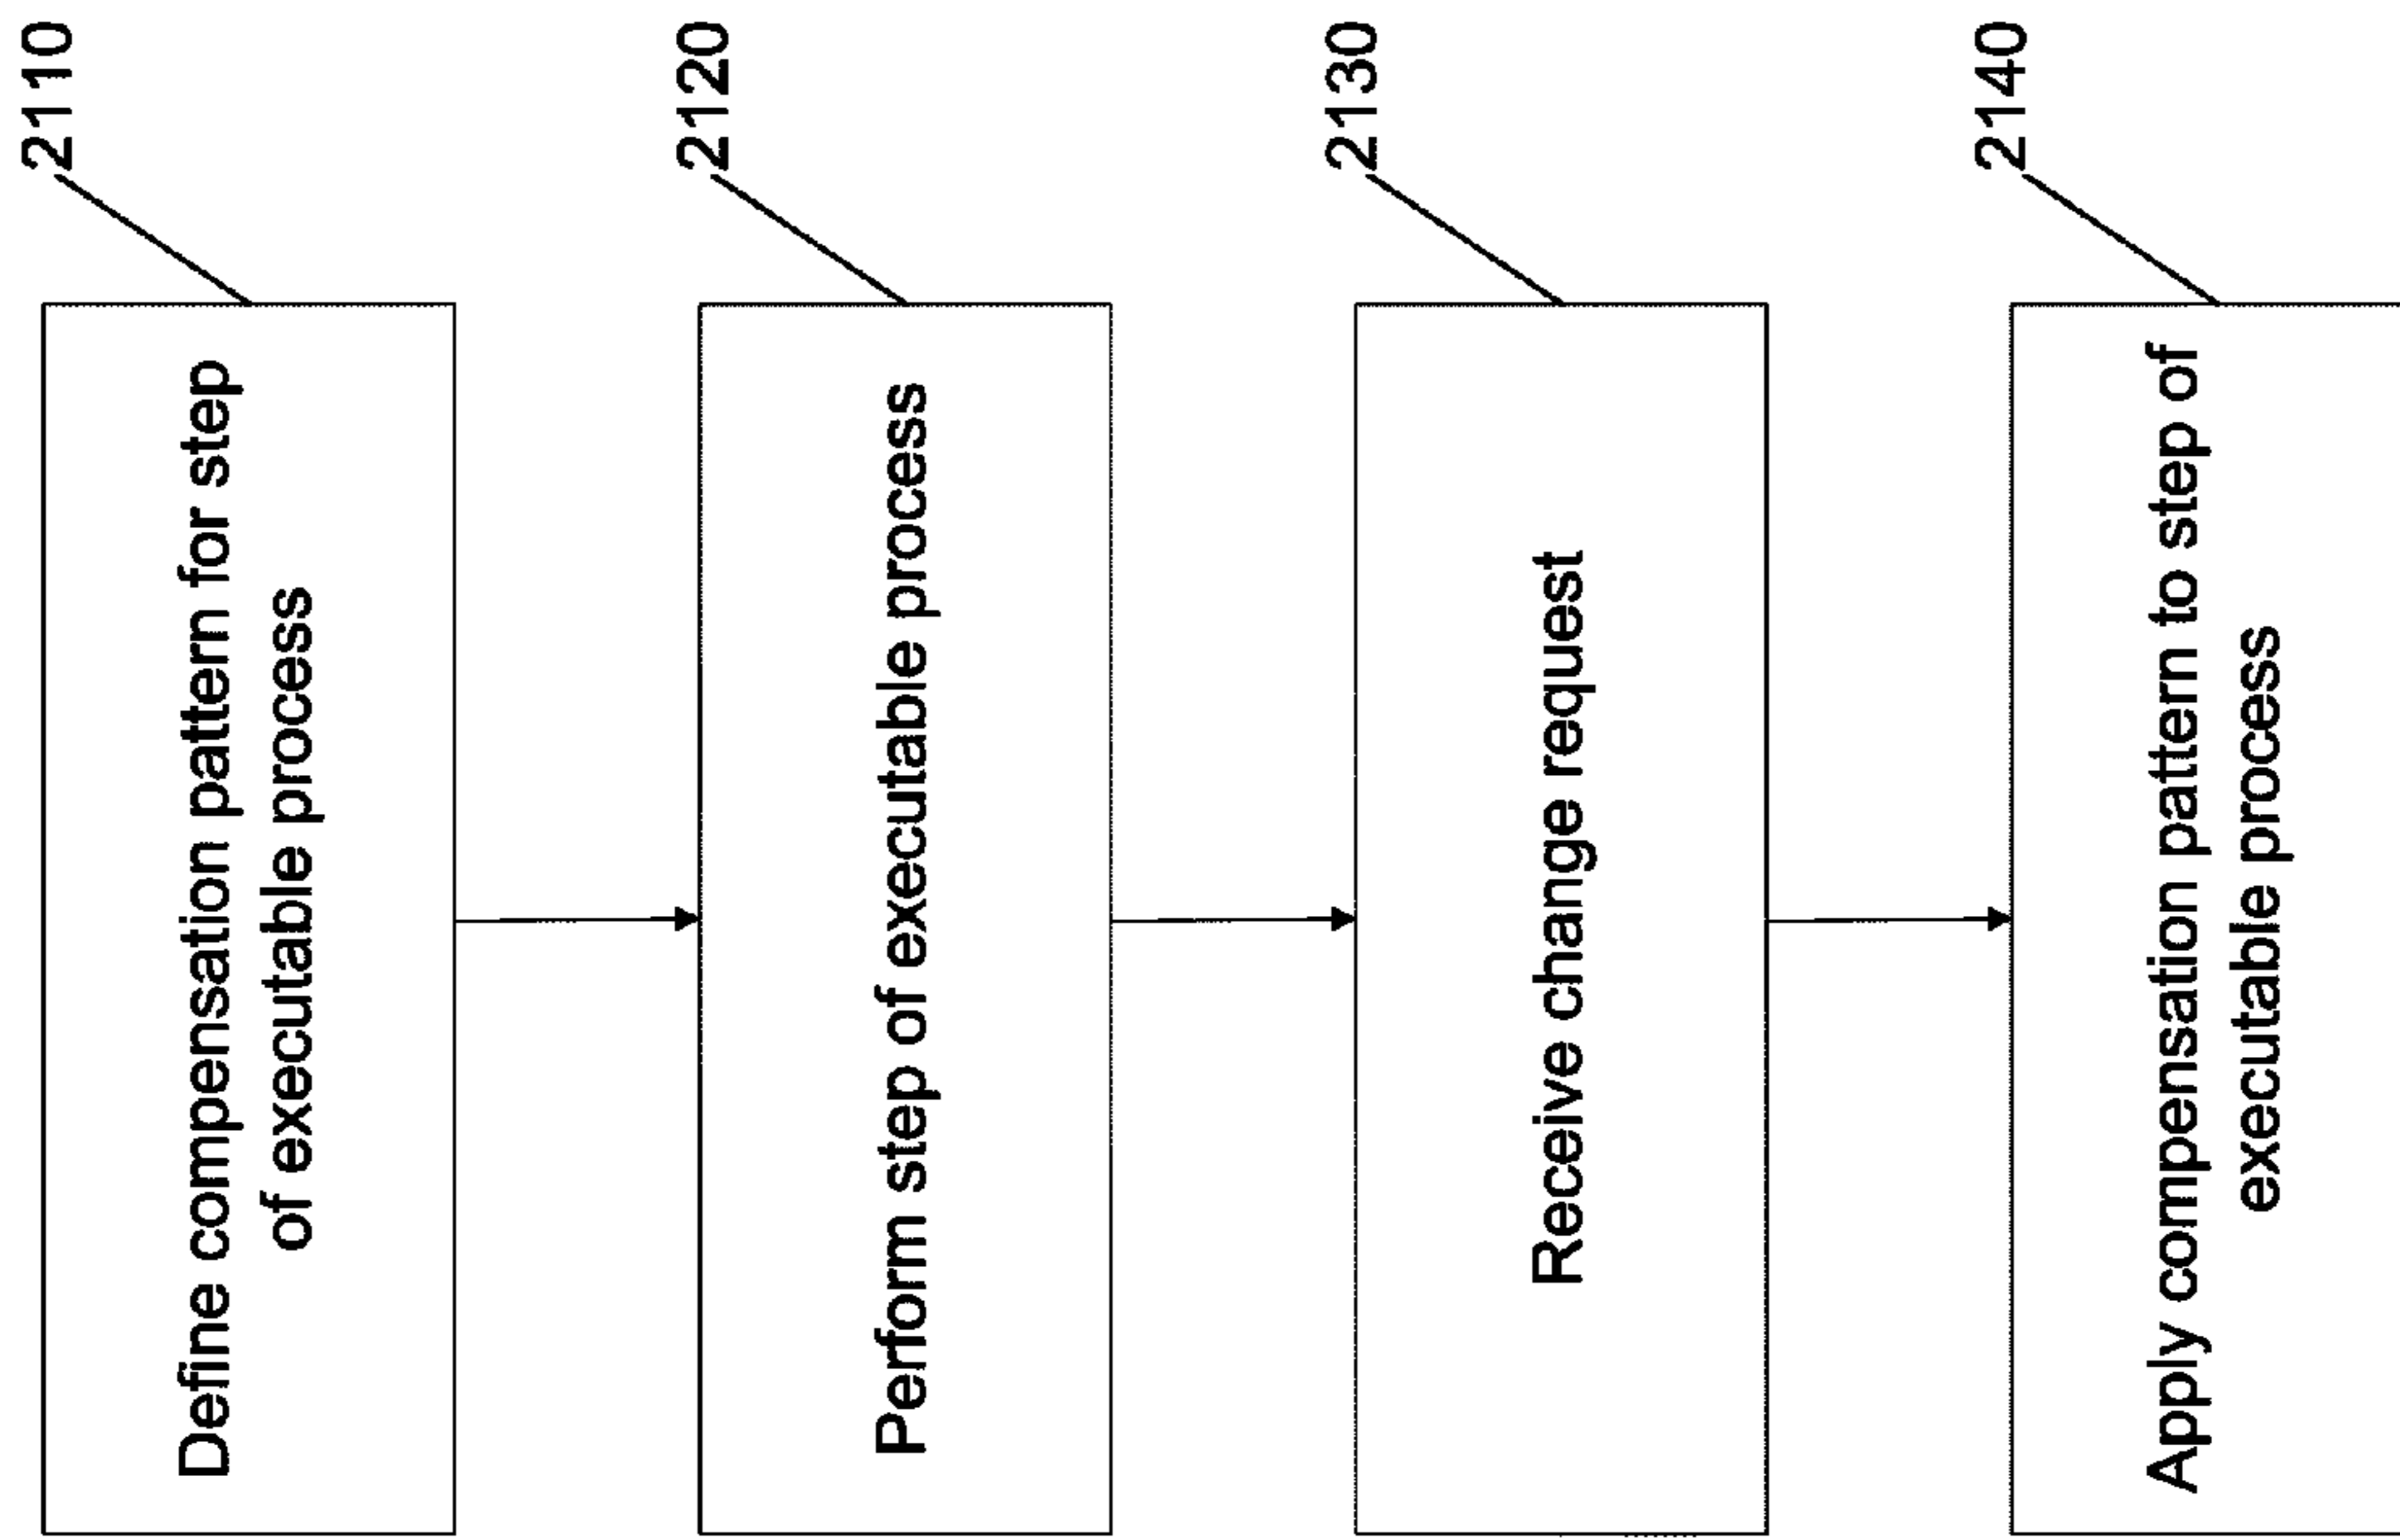 2110
Define compensation pattern for step
of executable process
2120
Perform step of executable process
2130
Receive change request
2140
Apply compensation pattern to step of
executable process